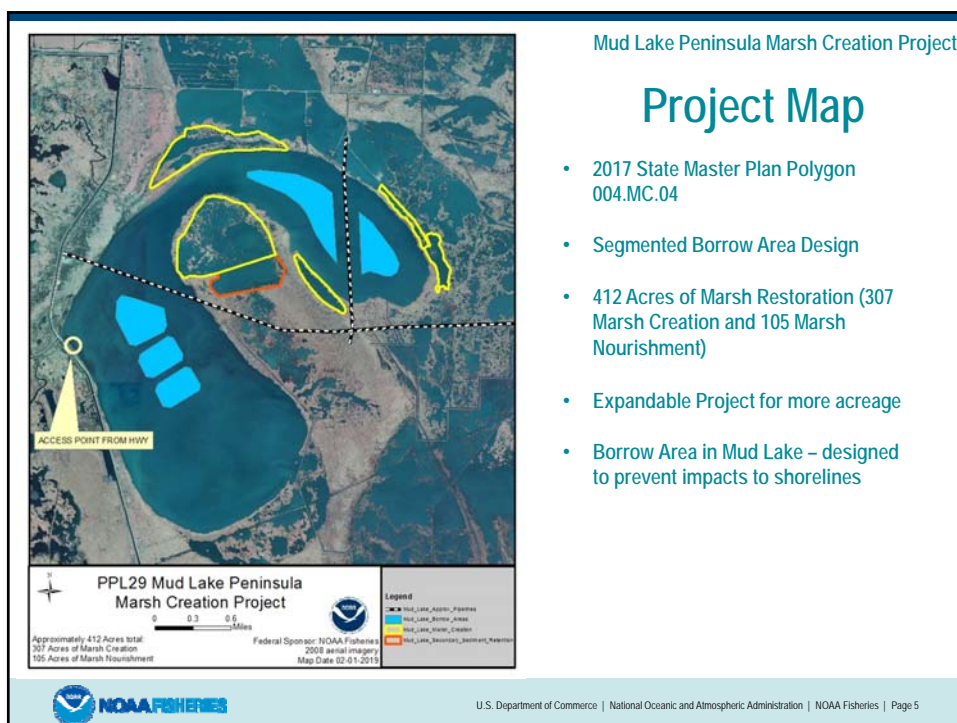 Mud Lake Peninsula Marsh Creation Project
Project Map
• 2017 State Master Plan Polygon
004.MC.04
• Segmented Borrow Area Design
• 412 Acres of Marsh Restoration (307
Marsh Creation and 105 Marsh
Nourishment)
• Expandable Project for more acreage
• Borrow Area in Mud Lake – designed
to prevent impacts to shorelines
ACCESS POINT FROM HWY
PPL29 Mud Lake Peninsula
Marsh Creation Project
0 0.3 0.6
Miles
Approximately 412 Acres total:
307 Acres of Marsh Creation
105 Acres of Marsh Nourishment
Federal Sponsor: NOAA Fisheries
2008 aerial imagery
Map Date 02-01-2019
Legend
Mud_Lake_Approx_Pipelines
Mud_Lake_Borrow_Areas
Mud_Lake_Marsh_Creation
Mud_Lake_Secondary_Sediment_Retention
NOAA FISHERIES
U.S. Department of Commerce | National Oceanic and Atmospheric Administration | NOAA Fisheries | Page 5